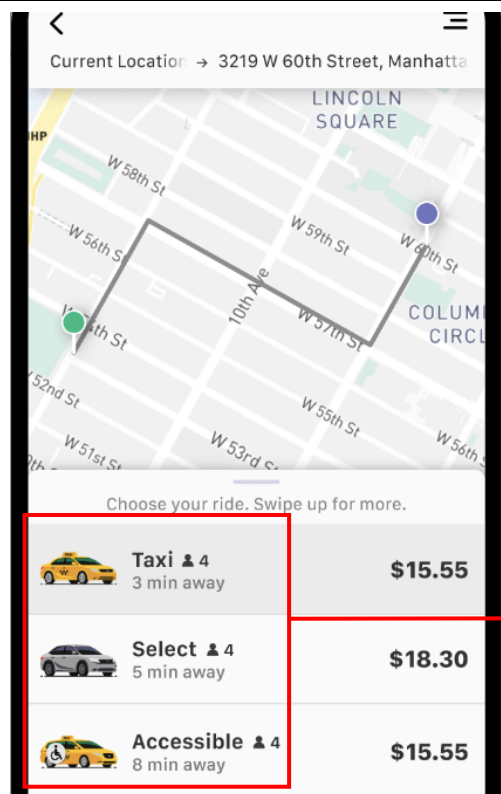 Current Location → 3219 W 60th Street, Manhatta
LINCOLN
SQUARE
HP
W 58th St
W 59th St
W 60th St
W 56th S
10th Ave
COLUM
CIRCL
W 57th St
th St
52nd St
W 55th St
W 56th S
W 53rd
W 51st St
Choose your ride. Swipe up for more.
Taxi 4 $15.55
3 min away
Select 4 $18.30
5 min away
Accessible 4 $15.55
8 min away